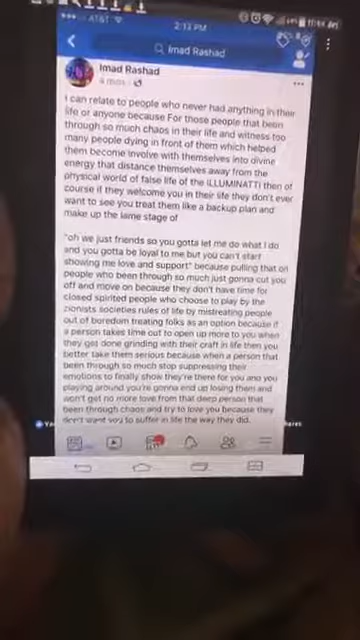 AT&T
2:13 PM
Imad Rashad
Imad Rashad
4 mins
I can relate to people who never had anything in their
life or anyone because For those people that been
through so much chaos in their life and witness too
many people dying in front of them which helped
them become involve with themselves into divine
energy that distance themselves away from the
physical world of false life of the ILLUMINATTI then of
course if they welcome you in their life they don't ever
want to see you treat them like a backup plan and
make up the lame stage of
"oh we just friends so you gotta let me do what I do
and you gotta be loyal to me but you can't start
showing me love and support" because pulling that on
people who been through so much just gonna cut you
off and move on because they don't have time for
closed spirited people who choose to play by the
zionists societies rules of life by mistreating people
out of boredom treating folks as an option because if
a person takes time out to open up more to you when
they get done grinding with their craft in life then you
better take them serious because when a person that
been through so much stop suppressing their
emotions to finally show they're there for you and you
playing around you're gonna end up losing them and
won't get no more love from that deep person that
been through chaos and try to love you because they
don't want you to suffer in life the way they did.